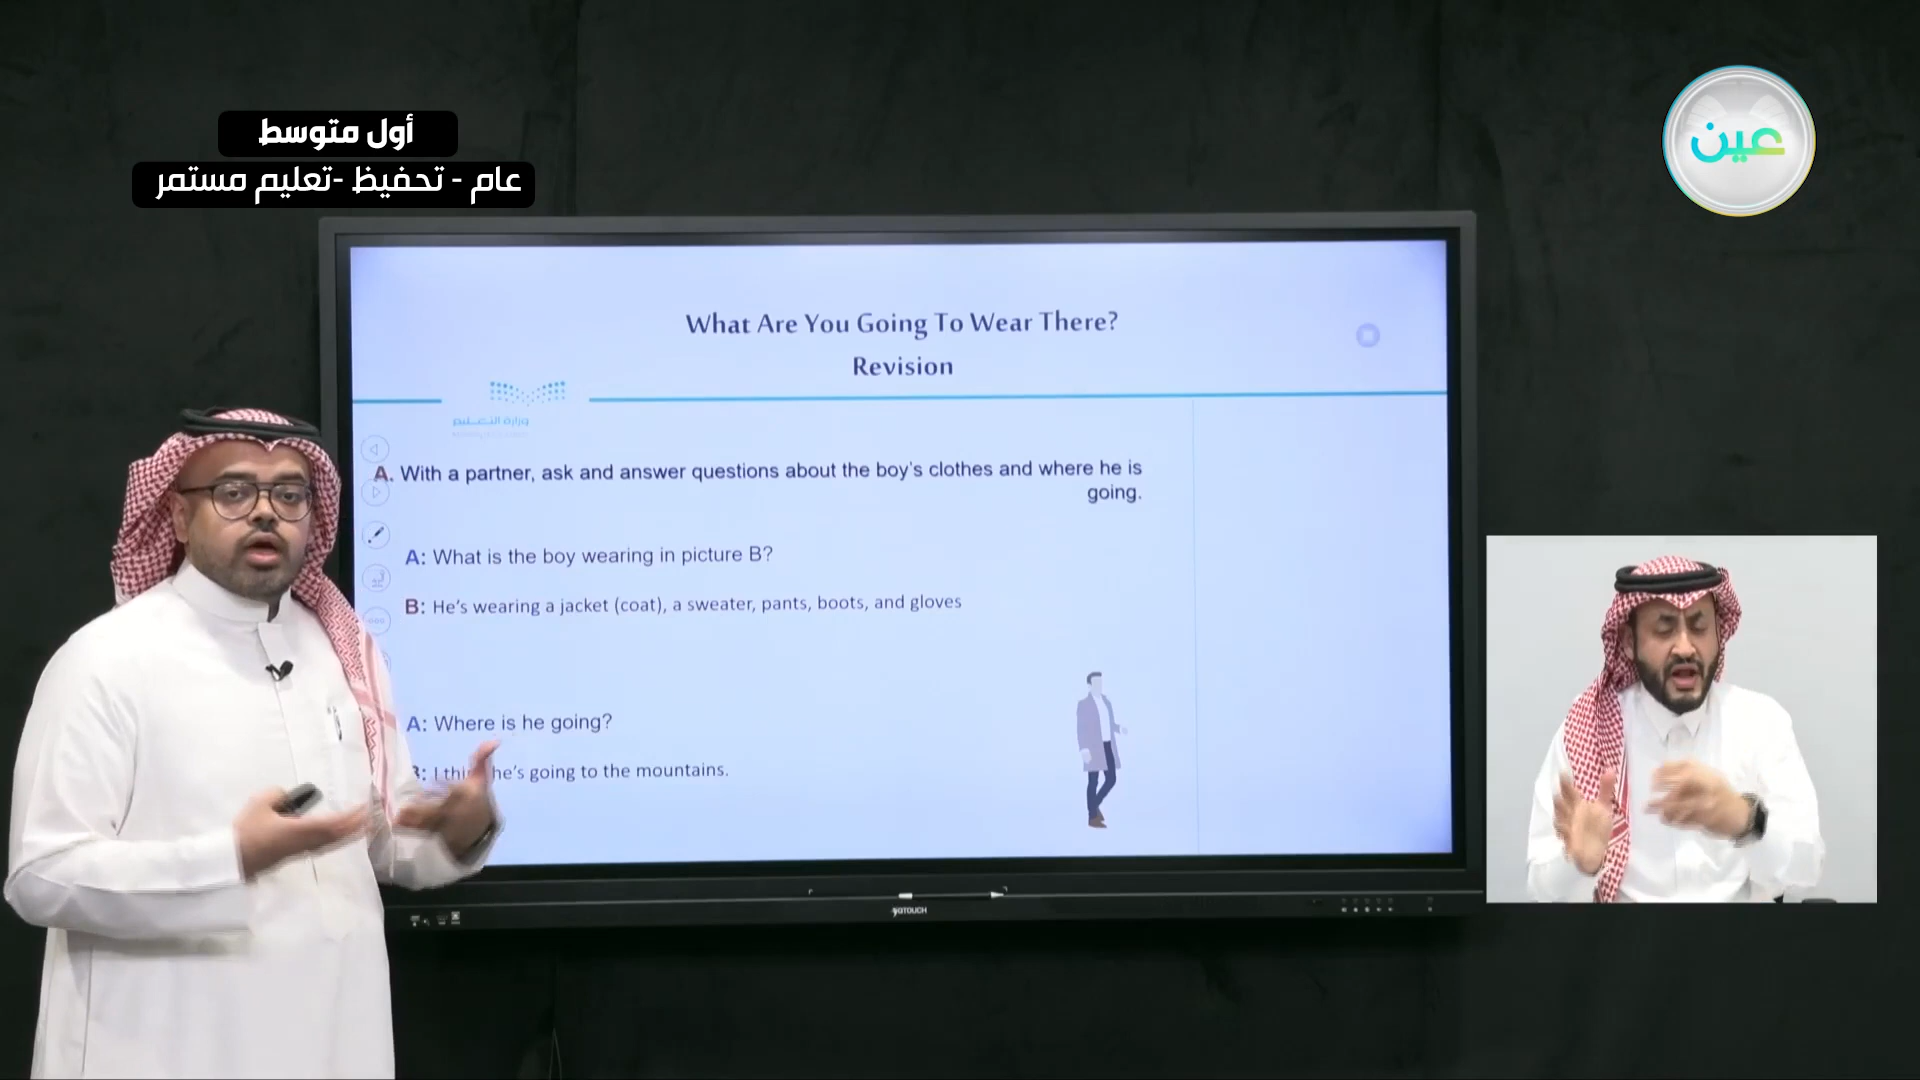 أول متوسط
عام - تحفيظ -تعليم مستمر
عين
What Are You Going To Wear There?
Revision
وزارة التعليم
A. With a partner, ask and answer questions about the boy's clothes and where he is
going.
A: What is the boy wearing in picture B?
B: He's wearing a jacket (coat), a sweater, pants, boots, and gloves
A: Where is he going?
B: I he's going to the mountains.